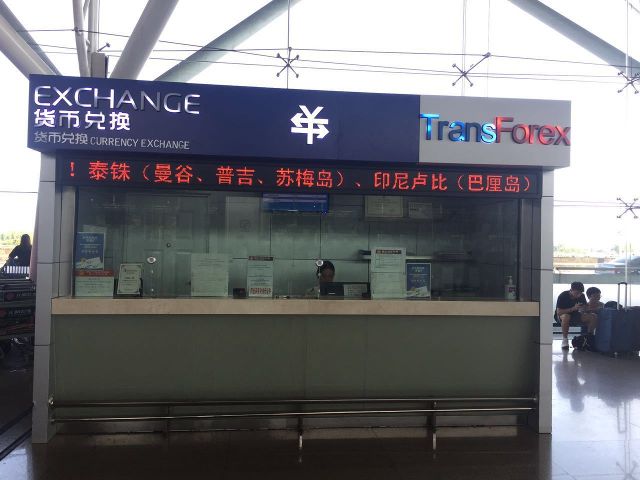 EXCHANGE
货币兑换
货币兑换 CURRENCY EXCHANGE
TransForex
！泰铢（曼谷、普吉、苏梅岛）、印尼卢比（巴厘岛）